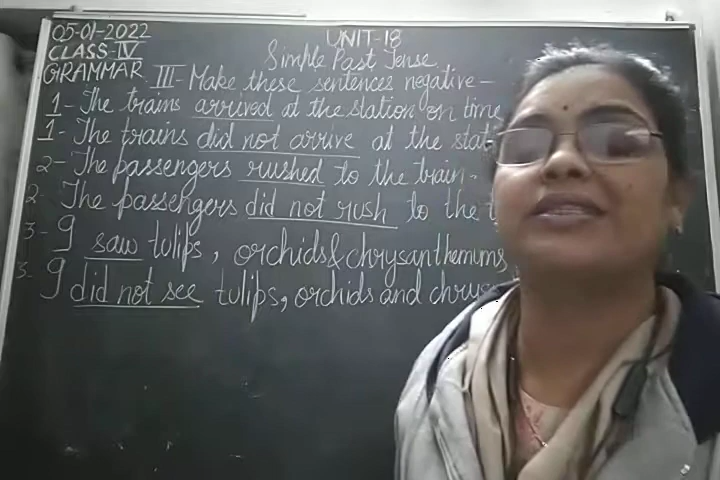 05-01-2022
UNIT-18
CLASS-IV
Simple Past Tense
GRAMMAR
III- Make these sentences negative-
1- The trains arrived at the station on time
1- The trains did not arrive at the
2- The passengers rushed to the train.
2. The passengers did not rush to the
3- I saw tulips, orchids & chrysanthemums
3- I did not see tulips, orchids and